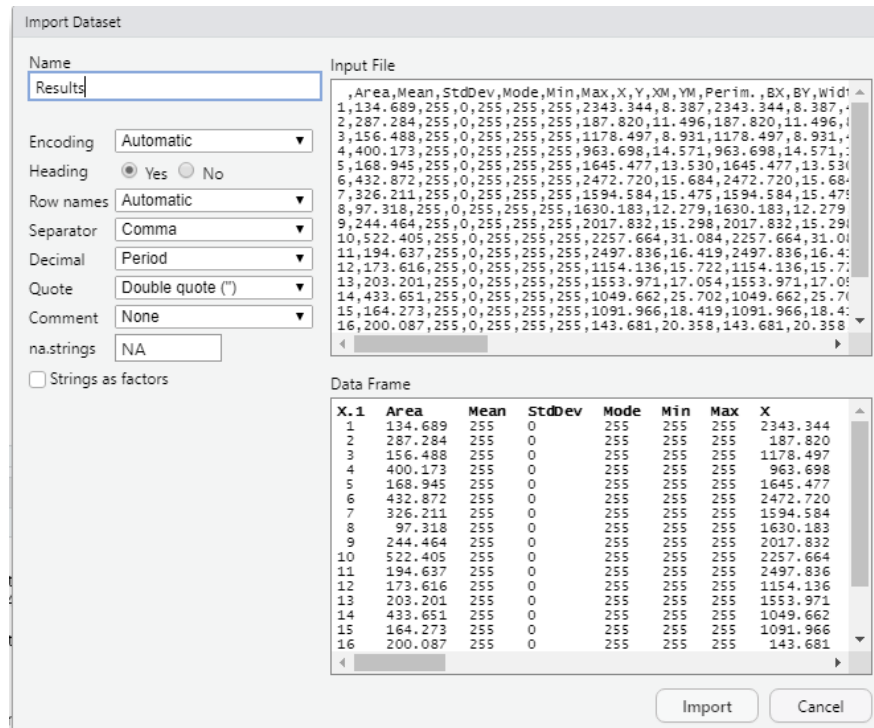 Import Dataset
Name
Results
Encoding Automatic
Heading Yes No
Row names Automatic
Separator Comma
Decimal Period
Quote Double quote (")
Comment None
na.strings NA
Strings as factors
Input File
,Area,Mean,StdDev,Mode,Min,Max,X,Y,XM,YM,Perim.,BX,BY,Widt
1,134.689,255,0,255,255,255,2343.344,8.387,2343.344,8.387,
2,287.284,255,0,255,255,255,187.820,11.496,187.820,11.496,
3,156.488,255,0,255,255,255,1178.497,8.931,1178.497,8.931,
4,400.173,255,0,255,255,255,963.698,14.571,963.698,14.571,
5,168.945,255,0,255,255,255,1645.477,13.530,1645.477,13.530
6,432.872,255,0,255,255,255,2472.720,15.684,2472.720,15.684
7,326.211,255,0,255,255,255,1594.584,15.475,1594.584,15.475
8,97.318,255,0,255,255,255,1630.183,12.279,1630.183,12.279
9,244.464,255,0,255,255,255,2017.832,15.298,2017.832,15.298
10,522.405,255,0,255,255,255,2257.664,31.084,2257.664,31.08
11,194.637,255,0,255,255,255,2497.836,16.419,2497.836,16.41
12,173.616,255,0,255,255,255,1154.136,15.722,1154.136,15.72
13,203.201,255,0,255,255,255,1553.971,17.054,1553.971,17.05
14,433.651,255,0,255,255,255,1049.662,25.702,1049.662,25.70
15,164.273,255,0,255,255,255,1091.966,18.419,1091.966,18.41
16,200.087,255,0,255,255,255,143.681,20.358,143.681,20.358
Data Frame
X.1 Area Mean StdDev Mode Min Max X
1 134.689 255 0 255 255 255 2343.344
2 287.284 255 0 255 255 255 187.820
3 156.488 255 0 255 255 255 1178.497
4 400.173 255 0 255 255 255 963.698
5 168.945 255 0 255 255 255 1645.477
6 432.872 255 0 255 255 255 2472.720
7 326.211 255 0 255 255 255 1594.584
8 97.318 255 0 255 255 255 1630.183
9 244.464 255 0 255 255 255 2017.832
10 522.405 255 0 255 255 255 2257.664
11 194.637 255 0 255 255 255 2497.836
12 173.616 255 0 255 255 255 1154.136
13 203.201 255 0 255 255 255 1553.971
14 433.651 255 0 255 255 255 1049.662
15 164.273 255 0 255 255 255 1091.966
16 200.087 255 0 255 255 255 143.681
Import Cancel